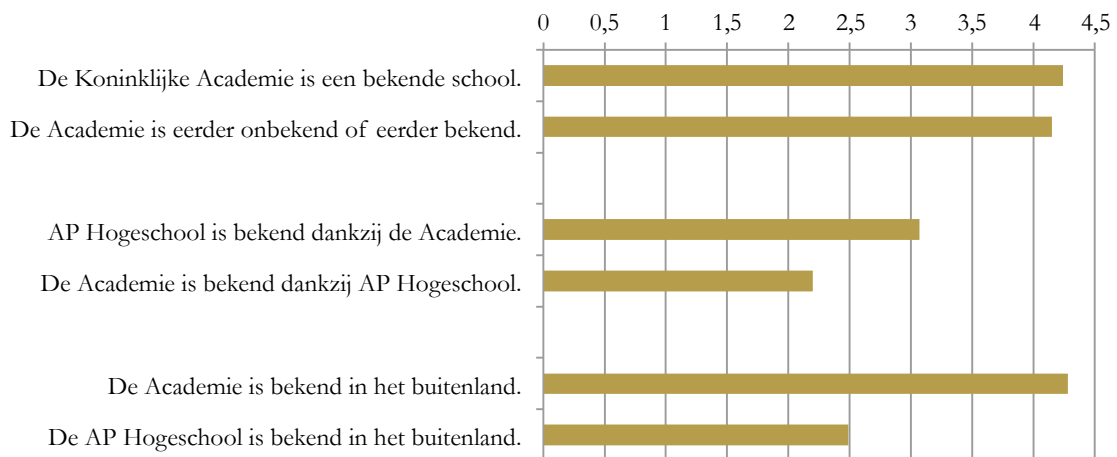 0 0,5 1 1,5 2 2,5 3 3,5 4 4,5
De Koninklijke Academie is een bekende school.
De Academie is eerder onbekend of eerder bekend.
AP Hogeschool is bekend dankzij de Academie.
De Academie is bekend dankzij AP Hogeschool.
De Academie is bekend in het buitenland.
De AP Hogeschool is bekend in het buitenland.